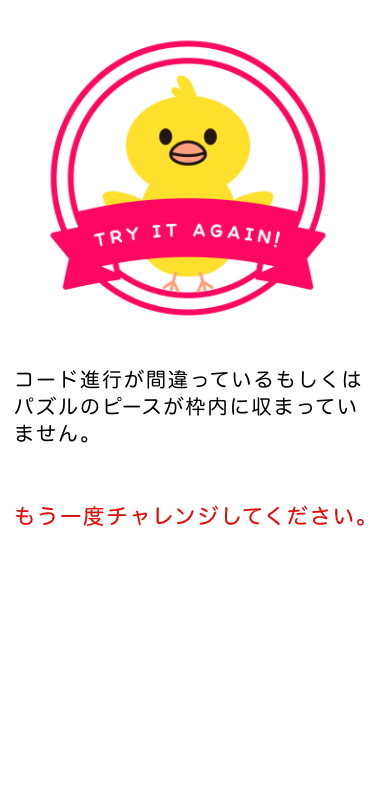 TRY IT AGAIN!
コード進行が間違っているもしくは
パズルのピースが枠内に収まってい
ません。
もう一度チャレンジしてください。